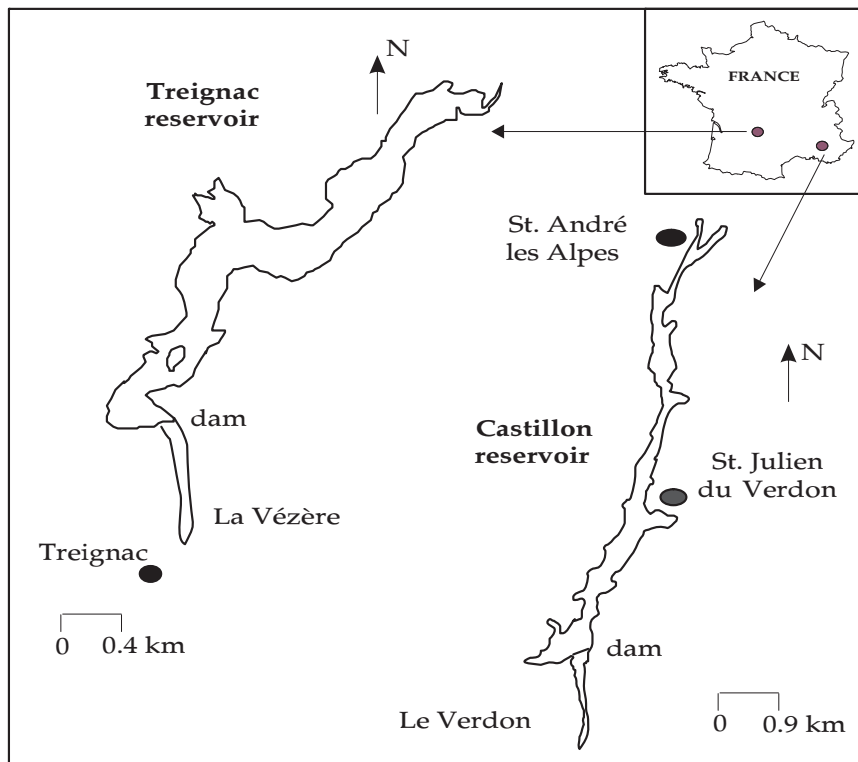 N
Treignac
reservoir
FRANCE
St. André
les Alpes
N
dam
Castillon
reservoir
St. Julien
du Verdon
La Vézère
Treignac
0 0.4 km
dam
Le Verdon
0 0.9 km